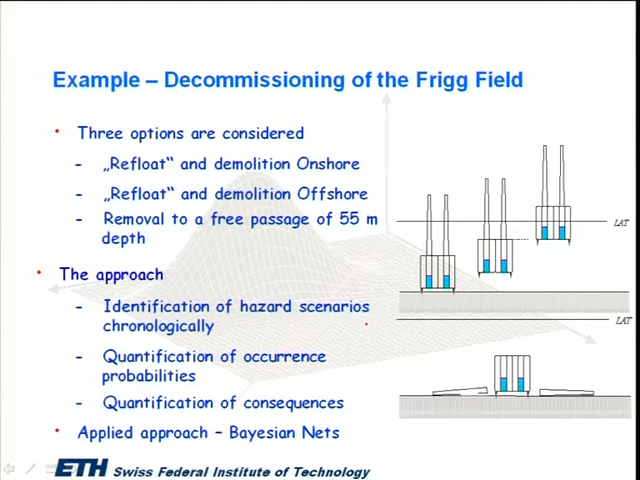 Example – Decommissioning of the Frigg Field
• Three options are considered
- „Refloat“ and demolition Onshore
- „Refloat“ and demolition Offshore
- Removal to a free passage of 55 m
depth
• The approach
- Identification of hazard scenarios
chronologically
- Quantification of occurrence
probabilities
- Quantification of consequences
• Applied approach – Bayesian Nets
LAT
LAT
ETH Swiss Federal Institute of Technology